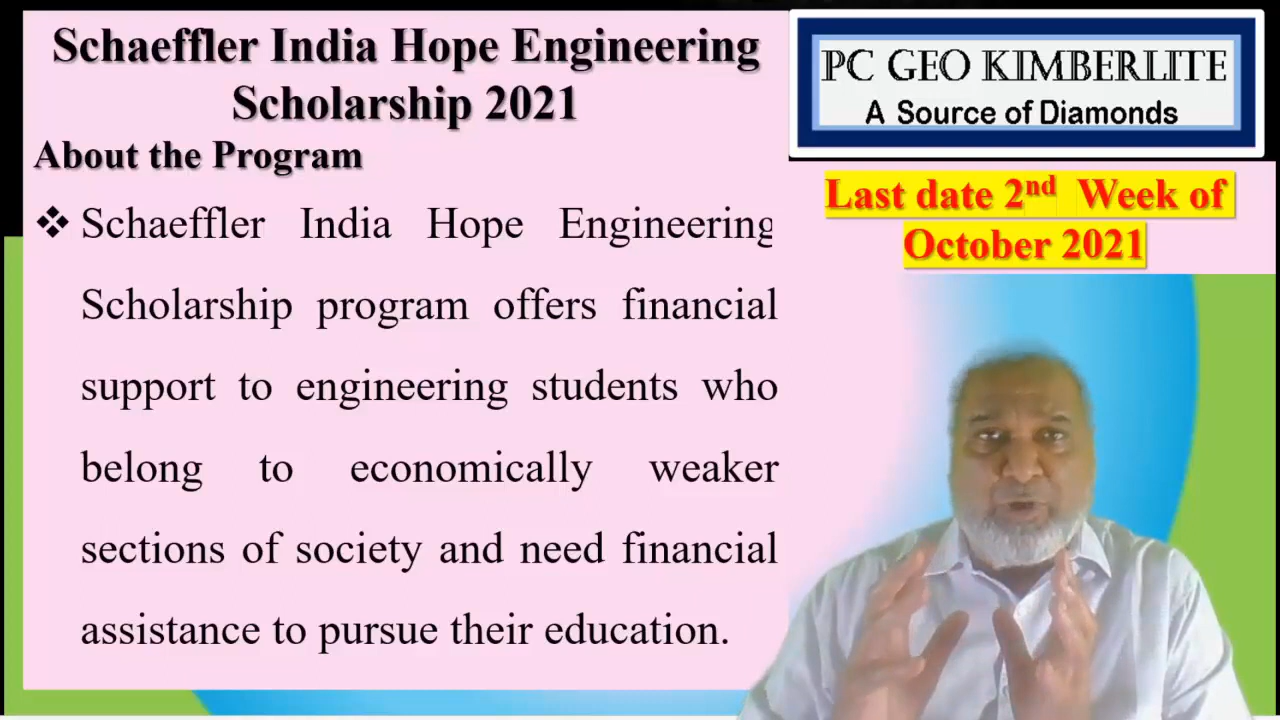 Schaeffler India Hope Engineering
Scholarship 2021
About the Program
❖ Schaeffler India Hope Engineering
Scholarship program offers financial
support to engineering students who
belong to economically weaker
sections of society and need financial
assistance to pursue their education.
PC GEO KIMBERLITE
A Source of Diamonds
Last date 2nd Week of
October 2021